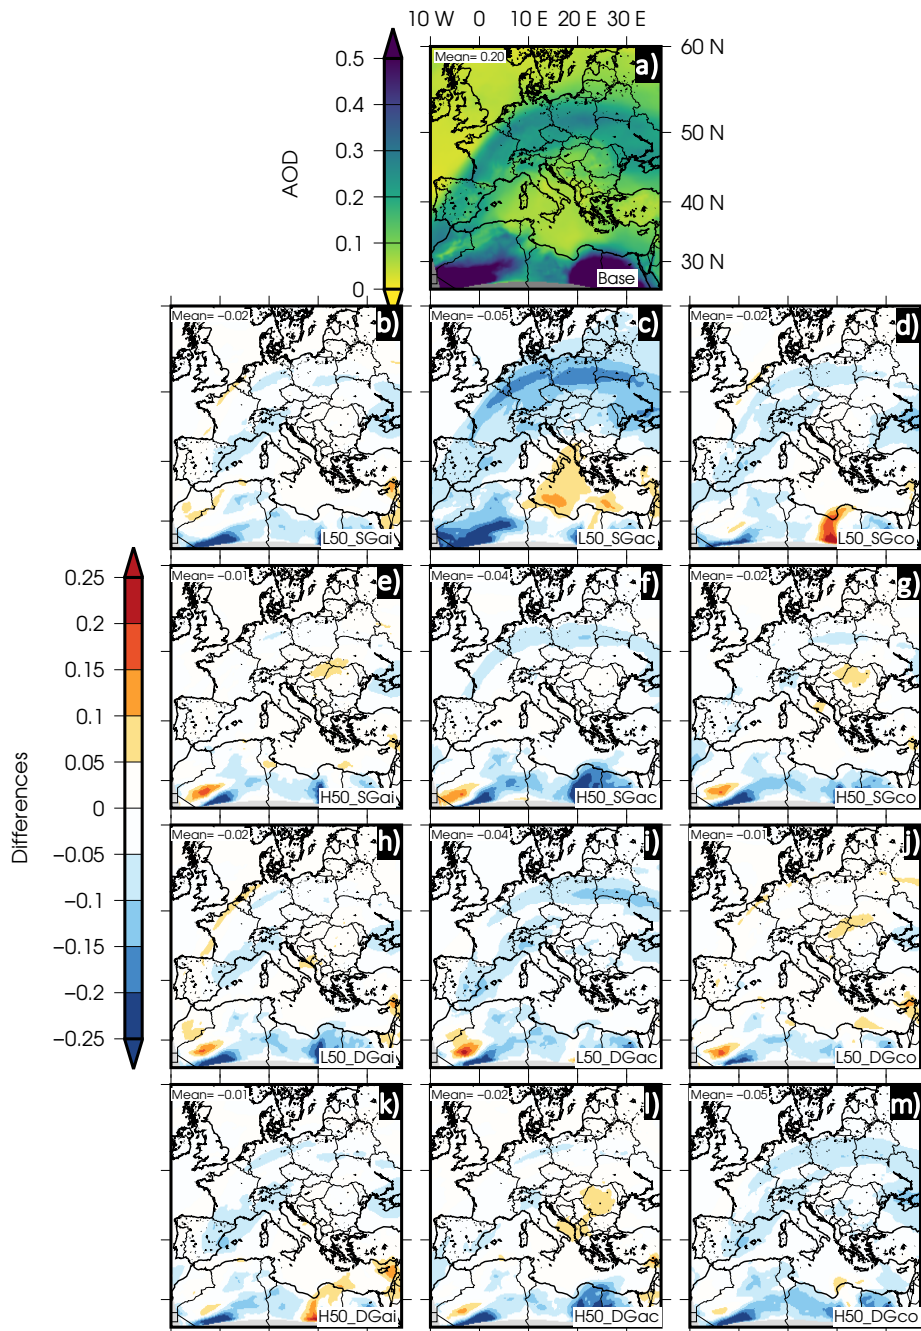 10 W 0 10 E 20 E 30 E
Mean= 0.20
a)
Base
60 N
50 N
40 N
30 N
AOD
0.5
0.4
0.3
0.2
0.1
0
Mean= −0.02
b)
L50_SGai
Mean= −0.05
c)
L50_SGac
Mean= −0.02
d)
L50_SGco
Differences
0.25
0.2
0.15
0.1
0.05
0
−0.05
−0.1
−0.15
−0.2
−0.25
Mean= −0.01
e)
H50_SGai
Mean= −0.04
f)
H50_SGac
Mean= −0.02
g)
H50_SGco
Mean= −0.02
h)
L50_DGai
Mean= −0.04
i)
L50_DGac
Mean= −0.01
j)
L50_DGco
Mean= −0.01
k)
H50_DGai
Mean= −0.02
l)
H50_DGac
Mean= −0.05
m)
H50_DGco